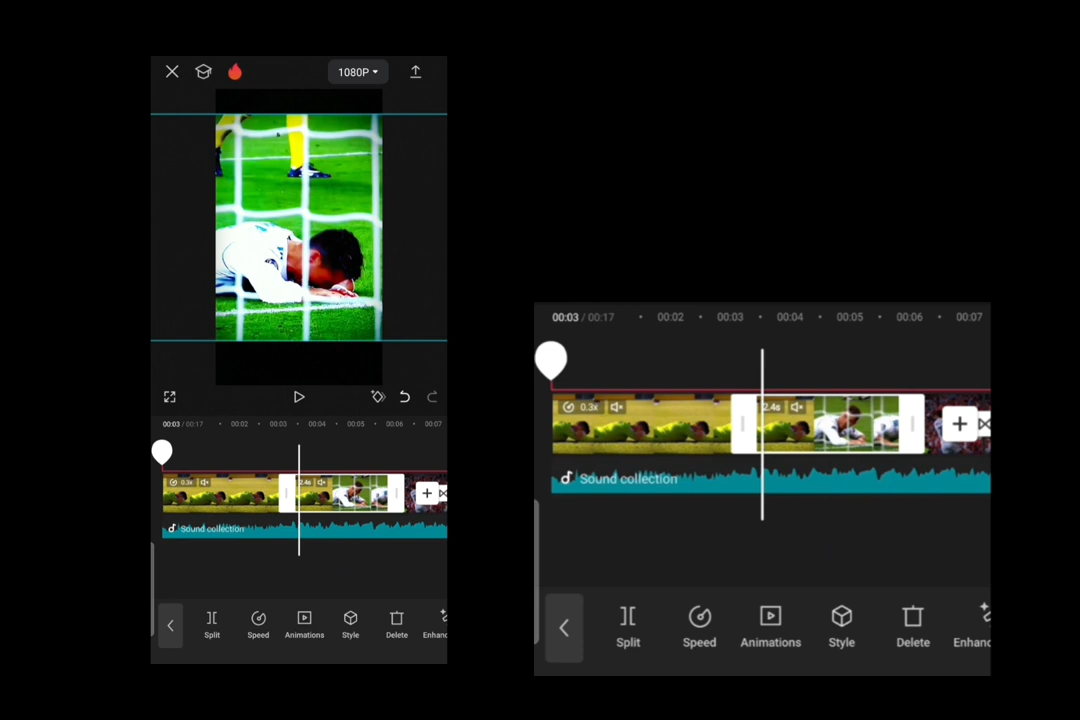 1080P
00:03 / 00:17 00:02 00:03 00:04 00:05 00:06 00:07
0.3x 2.4s
Sound collection
Split Speed Animations Style Delete Enhanc
00:03 / 00:17 00:02 00:03 00:04 00:05 00:06 00:07
0.3x 2.4s
Sound collection
Split Speed Animations Style Delete Enhanc